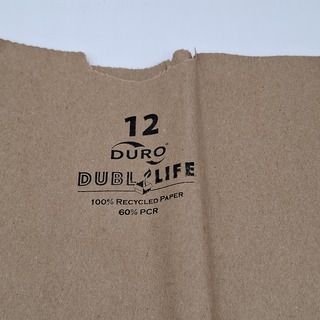 12
DURO
DUBL LIFE
100% RECYCLED PAPER
60% PCR